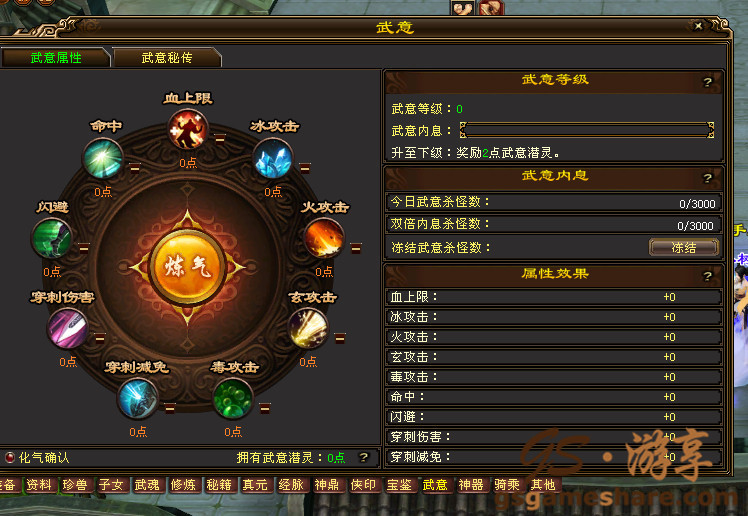 武意
武意属性 武意秘传
血上限
0点
命中
0点
冰攻击
0点
闪避
0点
火攻击
0点
炼气
穿刺伤害
0点
玄攻击
0点
穿刺减免
0点
毒攻击
0点
化气确认
拥有武意潜灵：0点 ?
武意等级 ?
武意等级：0
武意内息：
升至下级：奖励2点武意潜灵。
武意内息 ?
今日武意杀怪数： 0/3000
双倍内息杀怪数： 0/3000
冻结武意杀怪数： 冻结
属性效果 ?
血上限： +0
冰攻击： +0
火攻击： +0
玄攻击： +0
毒攻击： +0
命中： +0
闪避： +0
穿刺伤害： +0
穿刺减免： +0
装备 资料 珍兽 子女 武魂 修炼 秘籍 真元 经脉 神鼎 侠印 宝鉴 武意 神器 骑乘 其他
GS·游享
gsgameshare.com